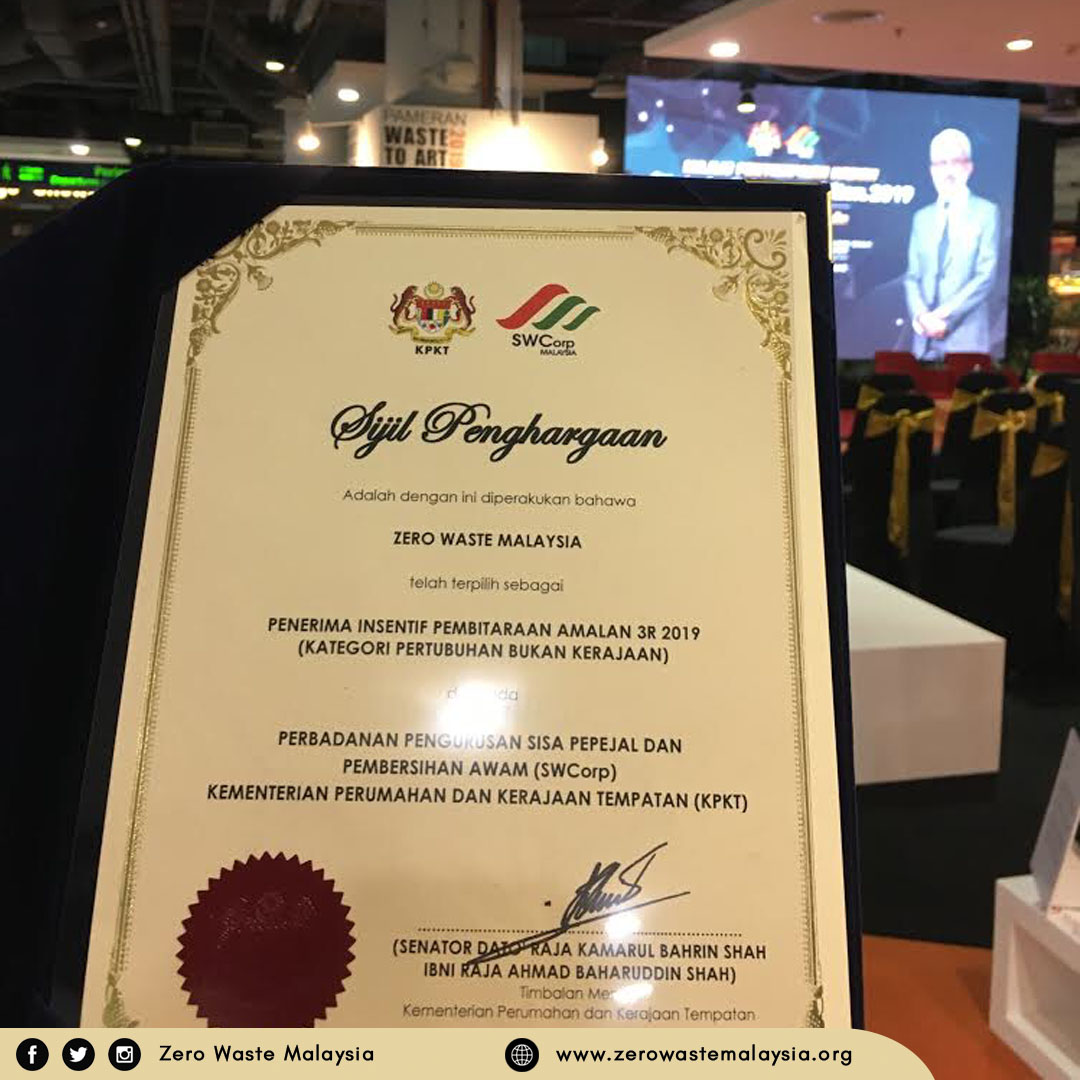 PAMERAN
WASTE
TO ART
KPKT
SWCorp
MALAYSIA
Sijil Penghargaan
Adalah dengan ini diperakukan bahawa
ZERO WASTE MALAYSIA
telah terpilih sebagai
PENERIMA INSENTIF PEMBITARAAN AMALAN 3R 2019
(KATEGORI PERTUBUHAN BUKAN KERAJAAN)
PERBADANAN PENGURUSAN SISA PEPEJAL DAN
PEMBERSIHAN AWAM (SWCorp)
KEMENTERIAN PERUMAHAN DAN KERAJAAN TEMPATAN (KPKT)
(SENATOR DATO' RAJA KAMARUL BAHRIN SHAH
IBNI RAJA AHMAD BAHARUDDIN SHAH)
Timbalan
Kementerian Perumahan dan Kerajaan Tempatan
Zero Waste Malaysia
www.zerowastemalaysia.org